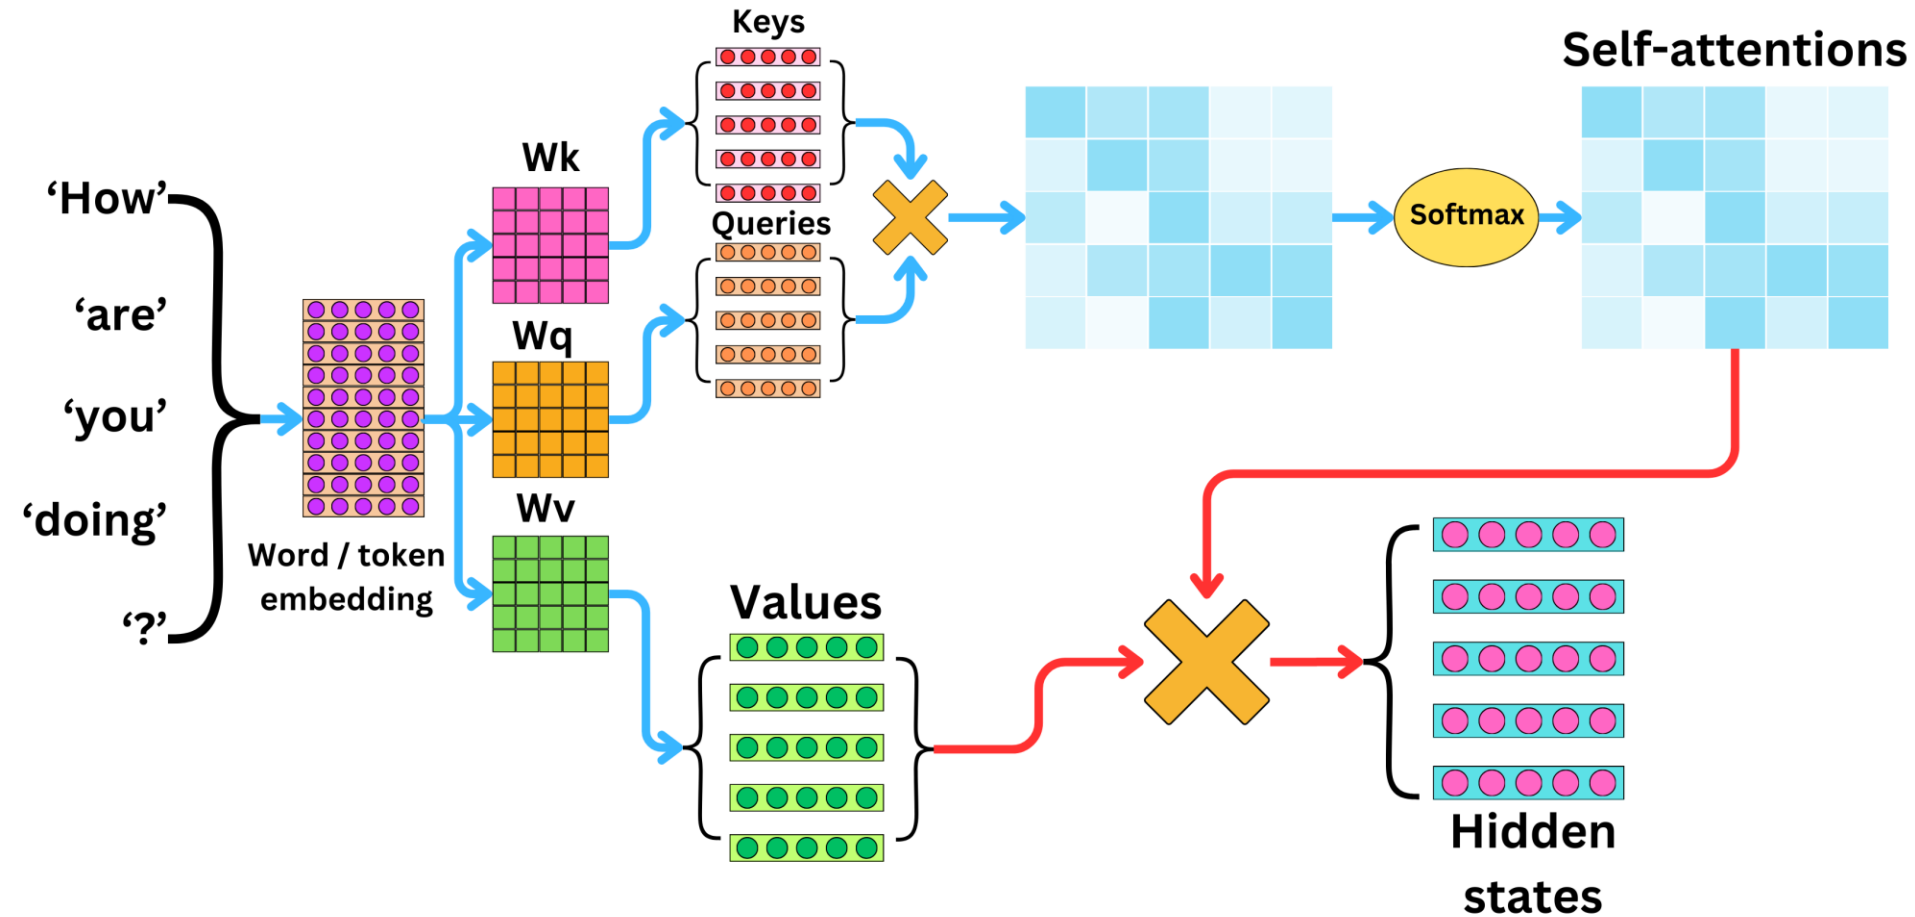 Keys
Self-attentions
Wk
‘How’
Softmax
Queries
‘are’
Wq
‘you’
Wv
‘doing’
Word / token
embedding
Values
‘?’
Hidden
states